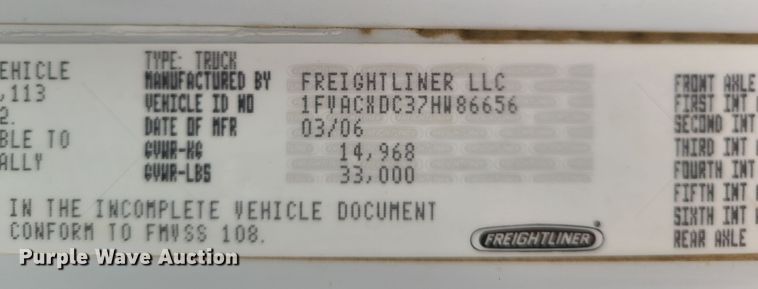 EHICLE
,113
2.
BLE TO
ALLY
TYPE: TRUCK
MANUFACTURED BY FREIGHTLINER LLC
VEHICLE ID NO 1FVACXDC37HW86656
DATE OF MFR 03/06
GVWR-KG 14,968
GVWR-LBS 33,000
IN THE INCOMPLETE VEHICLE DOCUMENT
CONFORM TO FMVSS 108.
FREIGHTLINER
FRONT AXLE
FIRST INT
SECOND INT
THIRD INT
FOURTH INT
FIFTH INT
SIXTH INT
REAR AXLE
Purple Wave Auction